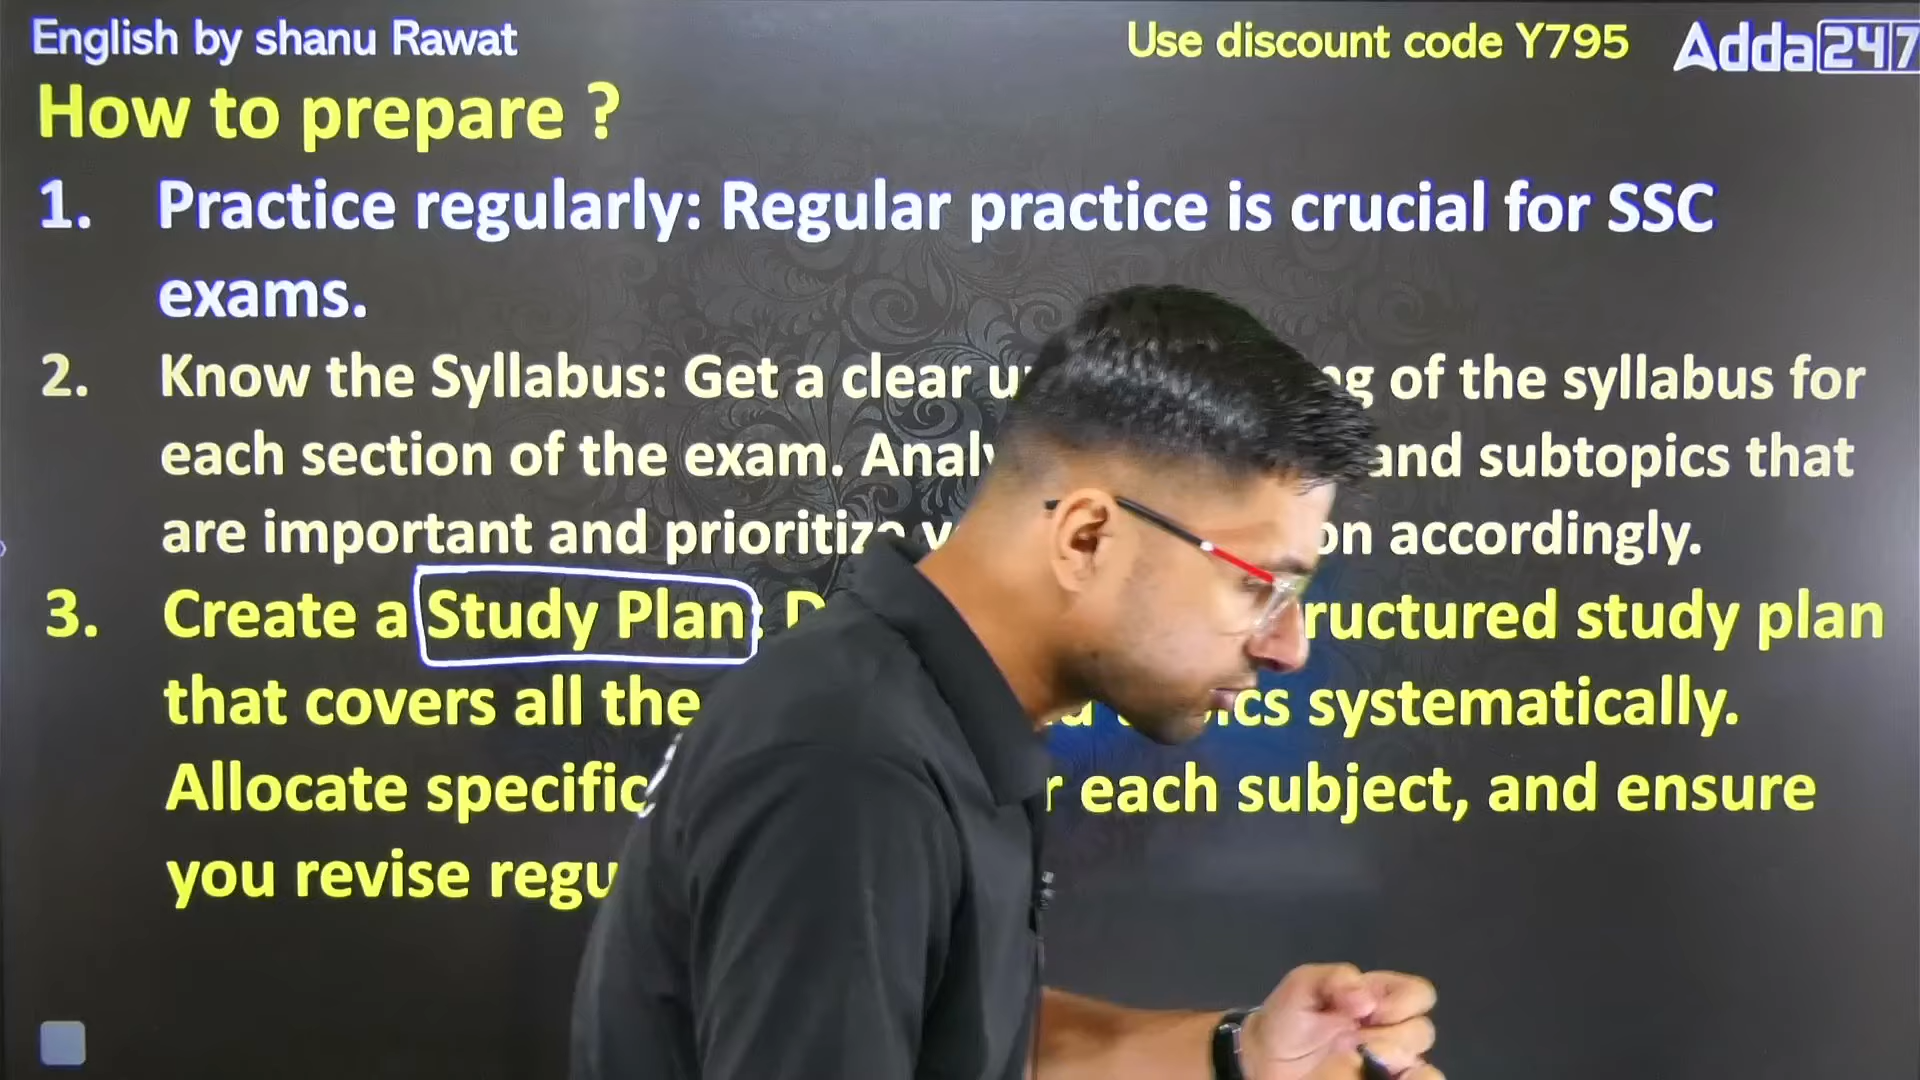 English by shanu Rawat
Use discount code Y795
Adda247
How to prepare ?
1. Practice regularly: Regular practice is crucial for SSC
exams.
2. Know the Syllabus: Get a clear of the syllabus for
each section of the exam. and subtopics that
are important and accordingly.
3. Create a Study Plan: study plan
that covers all the systematically.
Allocate specific each subject, and ensure
you revise